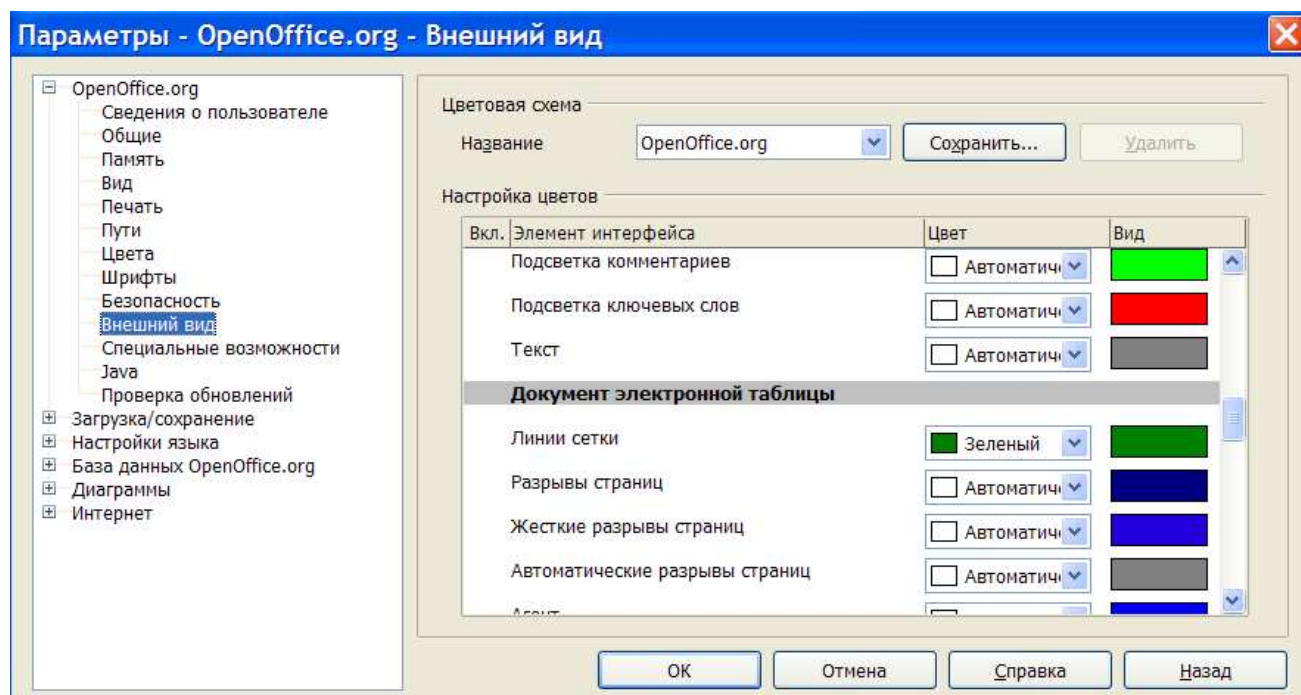 Параметры - OpenOffice.org - Внешний вид
OpenOffice.org
Сведения о пользователе
Общие
Память
Вид
Печать
Пути
Цвета
Шрифты
Безопасность
Внешний вид
Специальные возможности
Java
Проверка обновлений
Загрузка/сохранение
Настройки языка
База данных OpenOffice.org
Диаграммы
Интернет
Цветовая схема
Название OpenOffice.org Сохранить... Удалить
Настройка цветов
Вкл. Элемент интерфейса Цвет Вид
Подсветка комментариев Автоматич
Подсветка ключевых слов Автоматич
Текст Автоматич
Документ электронной таблицы
Линии сетки Зеленый
Разрывы страниц Автоматич
Жесткие разрывы страниц Автоматич
Автоматические разрывы страниц Автоматич
ОК Отмена Справка Назад